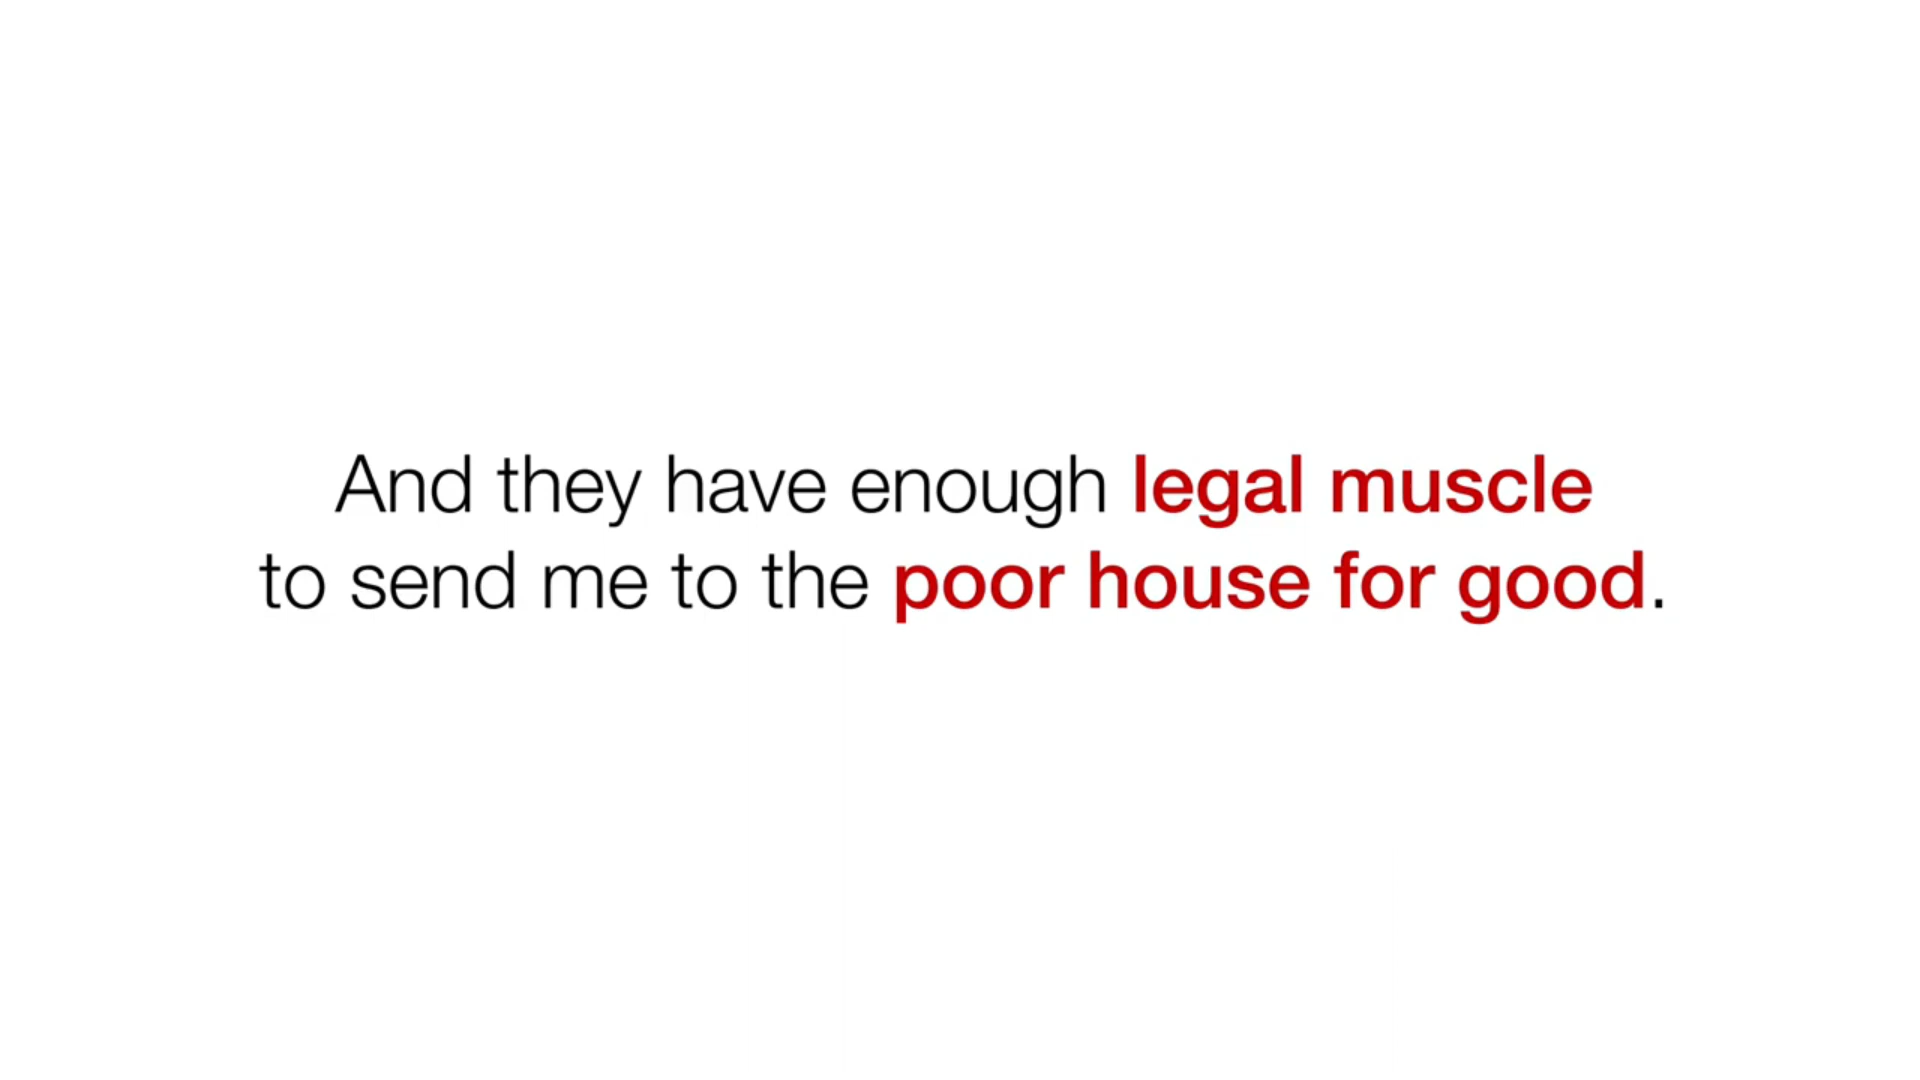 And they have enough legal muscle
to send me to the poor house for good.